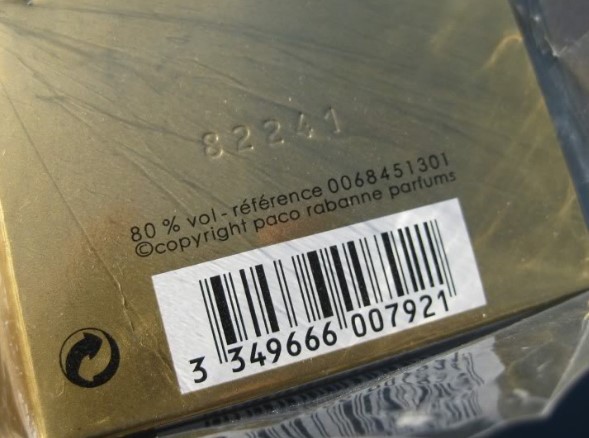 82241
80 % vol - référence 0068451301
©copyright paco rabanne parfums
3 349666 007921